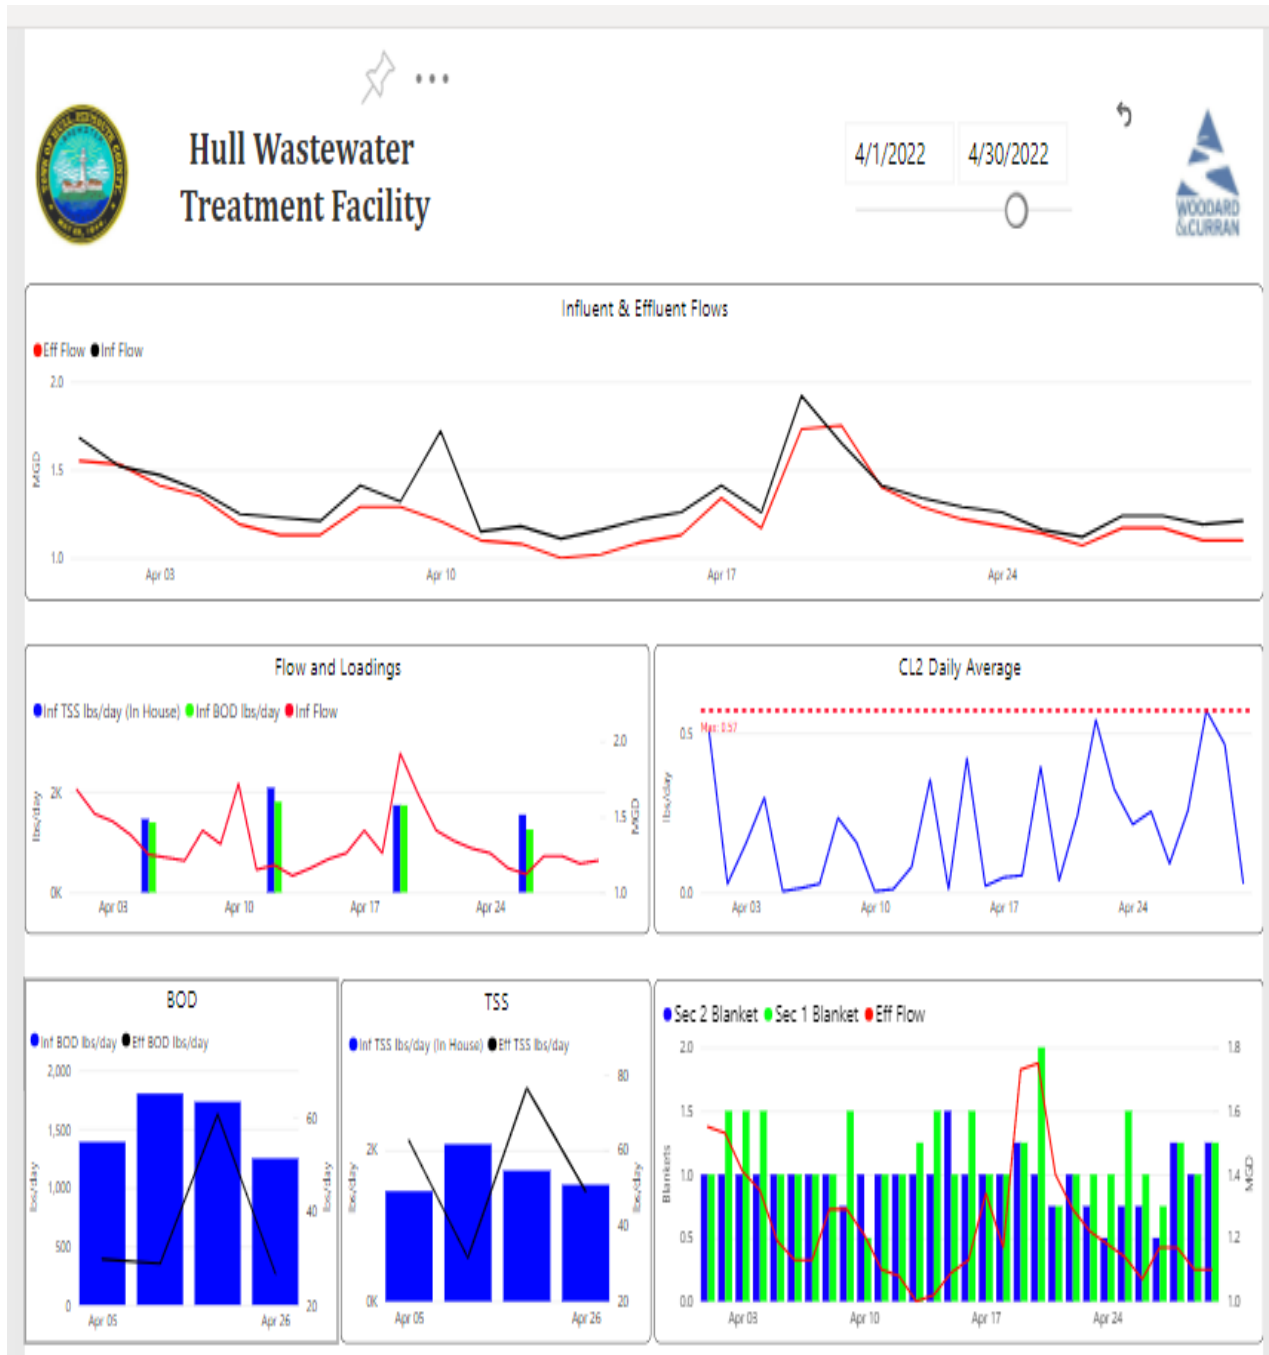 Hull Wastewater
Treatment Facility
4/1/2022
4/30/2022
WOODARD
&CURRAN
Influent & Effluent Flows
Eff Flow Inf Flow
2.0
1.5
1.0
MGD
Apr 03
Apr 10
Apr 17
Apr 24
Flow and Loadings
Inf TSS lbs/day (In House) Inf BOD lbs/day Inf Flow
2K
0K
lbs/day
2.0
1.5
1.0
MGD
Apr 03
Apr 10
Apr 17
Apr 24
CL2 Daily Average
Max: 0.57
0.5
0.0
lbs/day
Apr 03
Apr 10
Apr 17
Apr 24
BOD
Inf BOD lbs/day Eff BOD lbs/day
2,000
1,500
1,000
500
0
lbs/day
60
40
20
lbs/day
Apr 05
Apr 26
TSS
Inf TSS lbs/day (In House) Eff TSS lbs/day
2K
0K
lbs/day
80
60
40
20
lbs/day
Apr 05
Apr 26
Sec 2 Blanket Sec 1 Blanket Eff Flow
2.0
1.5
1.0
0.5
0.0
Blankets
1.8
1.6
1.4
1.2
1.0
MGD
Apr 03
Apr 10
Apr 17
Apr 24